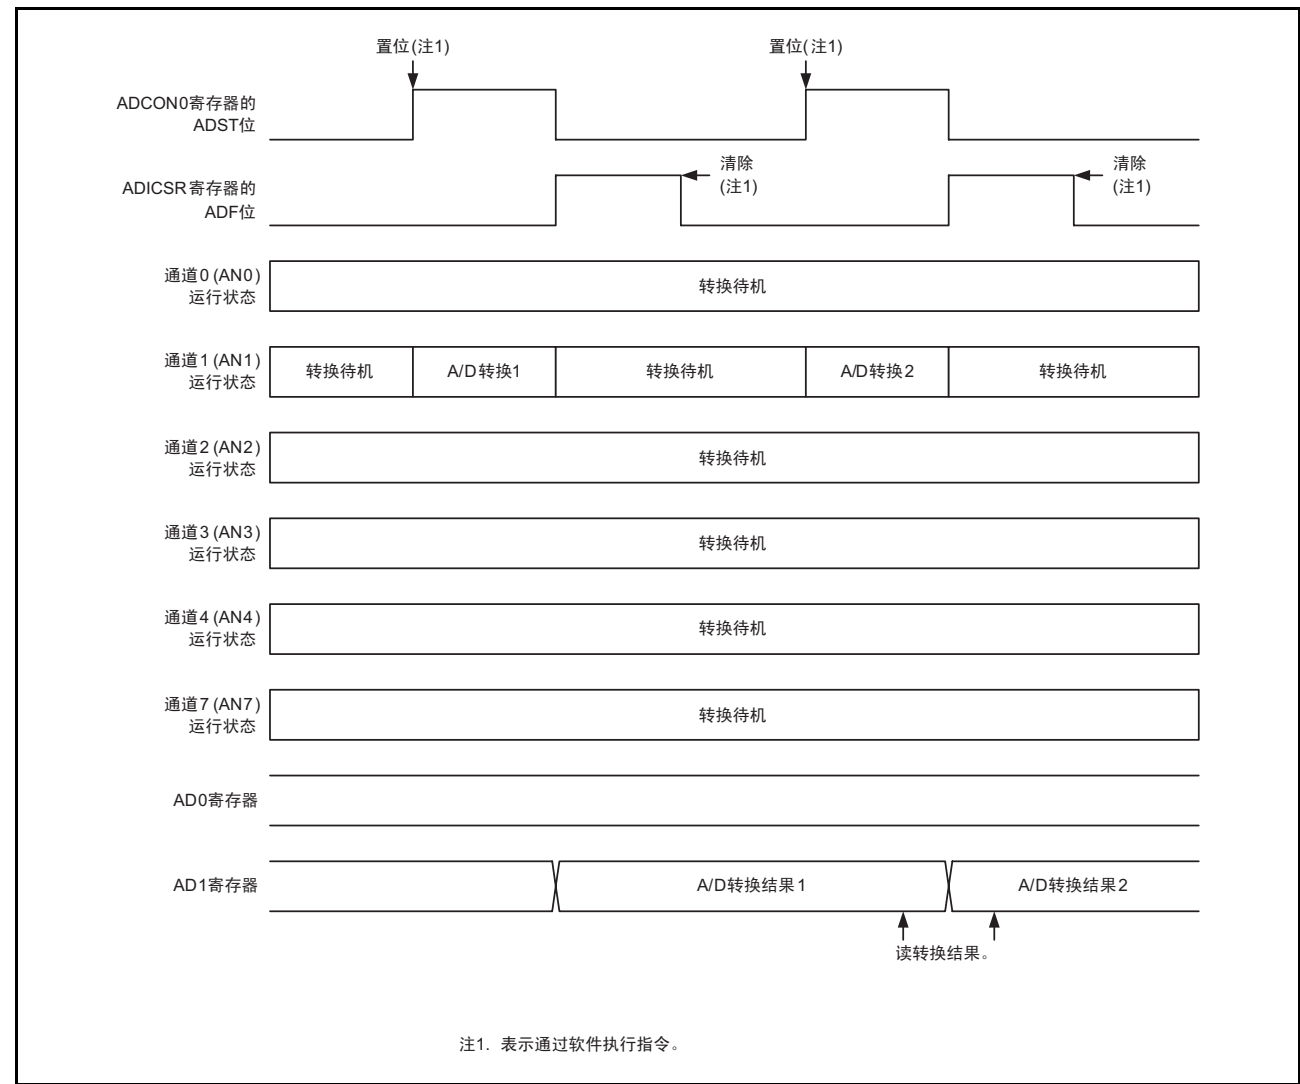 置位(注1)
置位(注1)
ADCON0寄存器的
ADST位
清除
(注1)
清除
(注1)
ADICSR寄存器的
ADF位
通道0 (AN0)
运行状态
转换待机
通道1 (AN1)
运行状态
转换待机
A/D转换1
转换待机
A/D转换2
转换待机
通道2 (AN2)
运行状态
转换待机
通道3 (AN3)
运行状态
转换待机
通道4 (AN4)
运行状态
转换待机
通道7 (AN7)
运行状态
转换待机
AD0寄存器
AD1寄存器
A/D转换结果1
A/D转换结果2
读转换结果。
注1. 表示通过软件执行指令。